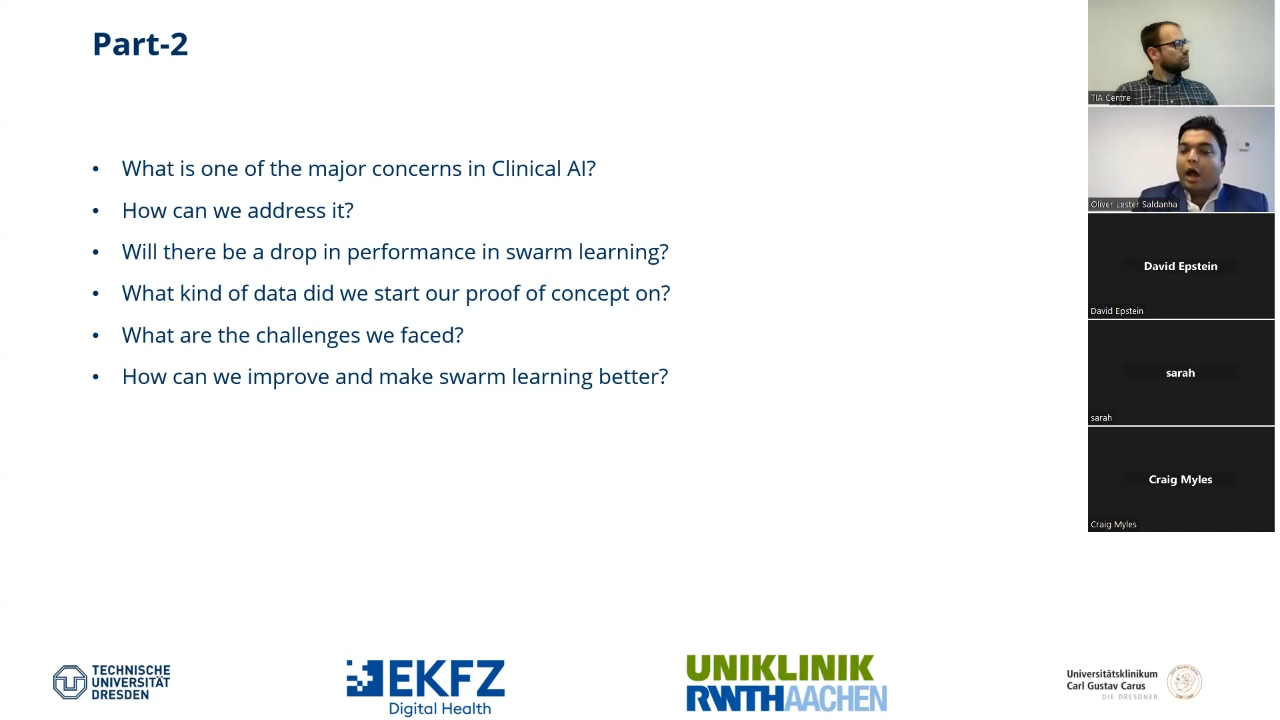 Part-2
• What is one of the major concerns in Clinical AI?
• How can we address it?
• Will there be a drop in performance in swarm learning?
• What kind of data did we start our proof of concept on?
• What are the challenges we faced?
• How can we improve and make swarm learning better?
TIA Centre
Oliver Lester Saldanha
David Epstein
David Epstein
sarah
sarah
Craig Myles
Craig Myles
TECHNISCHE
UNIVERSITÄT
DRESDEN
EKFZ
Digital Health
UNIKLINIK
RWTHAACHEN
Universitätsklinikum
Carl Gustav Carus
DIE DRESDNER.